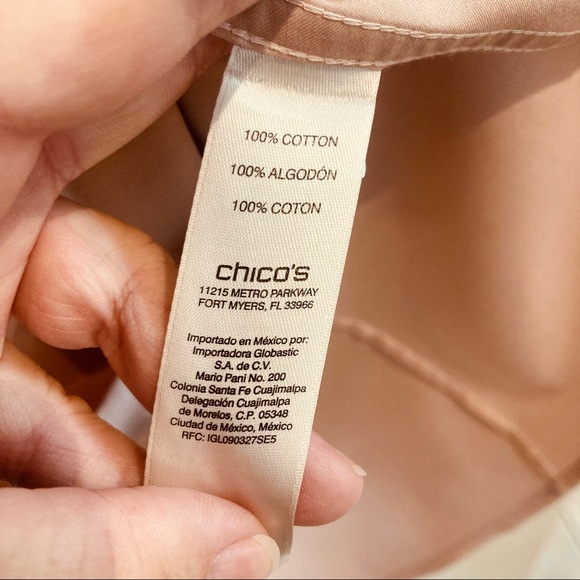 100% COTTON
100% ALGODÓN
100% COTON
chico's
11215 METRO PARKWAY
FORT MYERS, FL 33966
Importado en México por:
Importadora Globastic
S.A. de C.V.
Mario Pani No. 200
Colonia Santa Fe Cuajimalpa
Delegación Cuajimalpa
de Morelos, C.P. 05348
Ciudad de México, México
RFC: IGL090327SE5